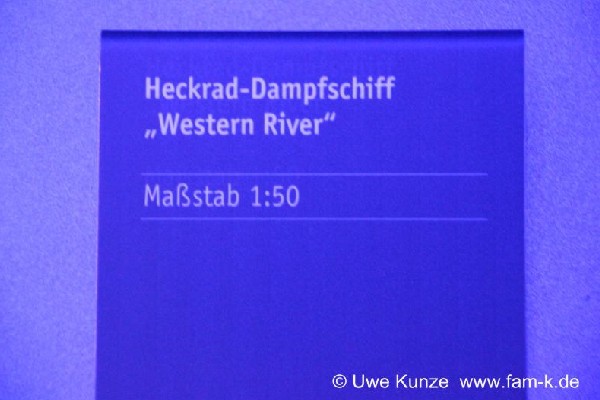 Heckrad-Dampfschiff
„Western River“
Maßstab 1:50
© Uwe Kunze www.fam-k.de